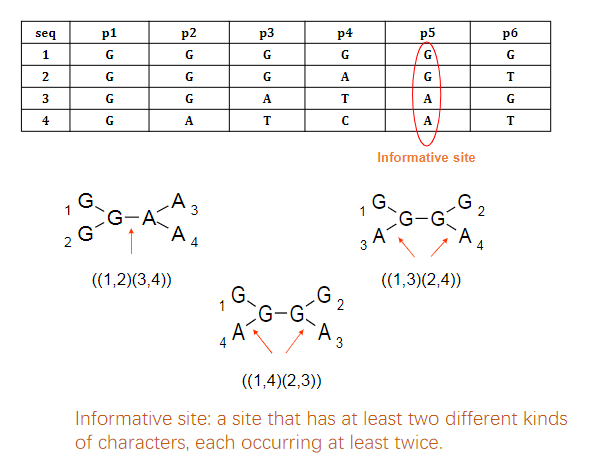 seq p1 p2 p3 p4 p5 p6
1 G G G G G G
2 G G G A G T
3 G G A T A G
4 G A T C A T
Informative site
1 G G–A A 3
2 G A 4
((1,2)(3,4))
1 G G–G G 2
3 A A 4
((1,3)(2,4))
1 G G–G G 2
4 A A 3
((1,4)(2,3))
Informative site: a site that has at least two different kinds
of characters, each occurring at least twice.